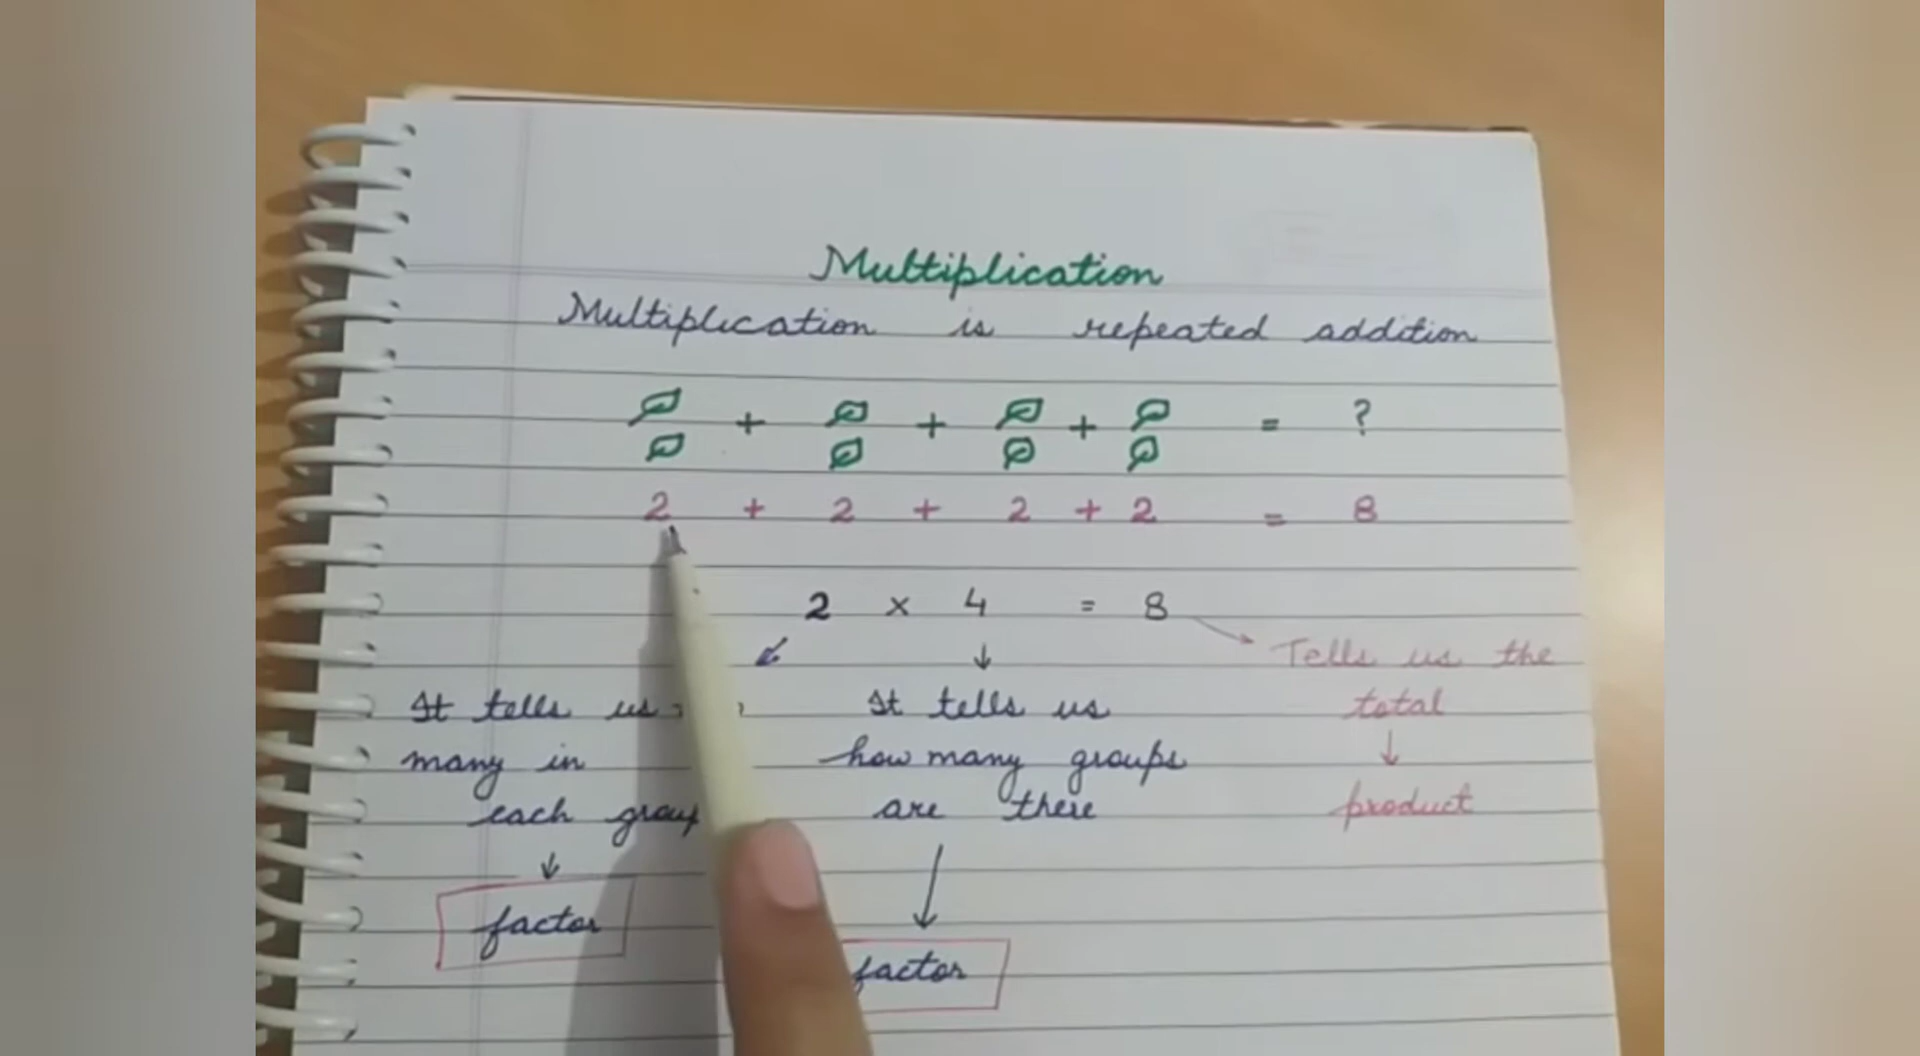 Multiplication
Multiplication is repeated addition
+ + + = ?
2 + 2 + 2 + 2 = 8
2 × 4 = 8
It tells us
many in
each group
factor
It tells us
how many groups
are there
factor
Tells us the
total
product